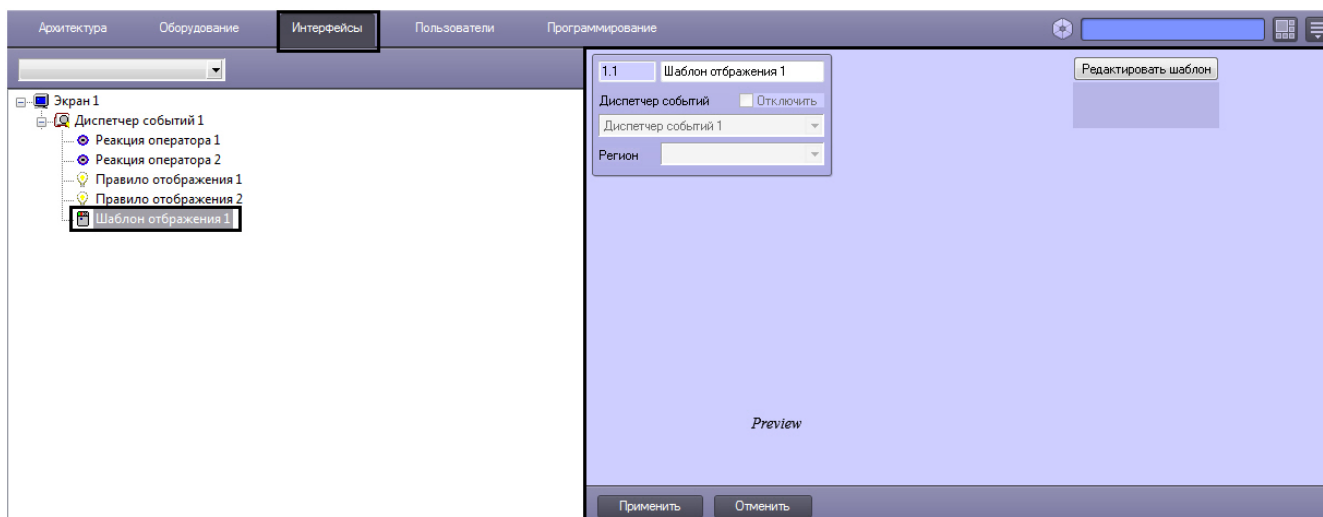 Архитектура Оборудование Интерфейсы Пользователи Программирование
1.1 Шаблон отбражения 1
Редактировать шаблон
Диспетчер событий Отключить
Диспетчер событий 1
Регион
Экран 1
Диспетчер событий 1
Реакция оператора 1
Реакция оператора 2
Правило отображения 1
Правило отображения 2
Шаблон отбражения 1
Preview
Применить Отменить